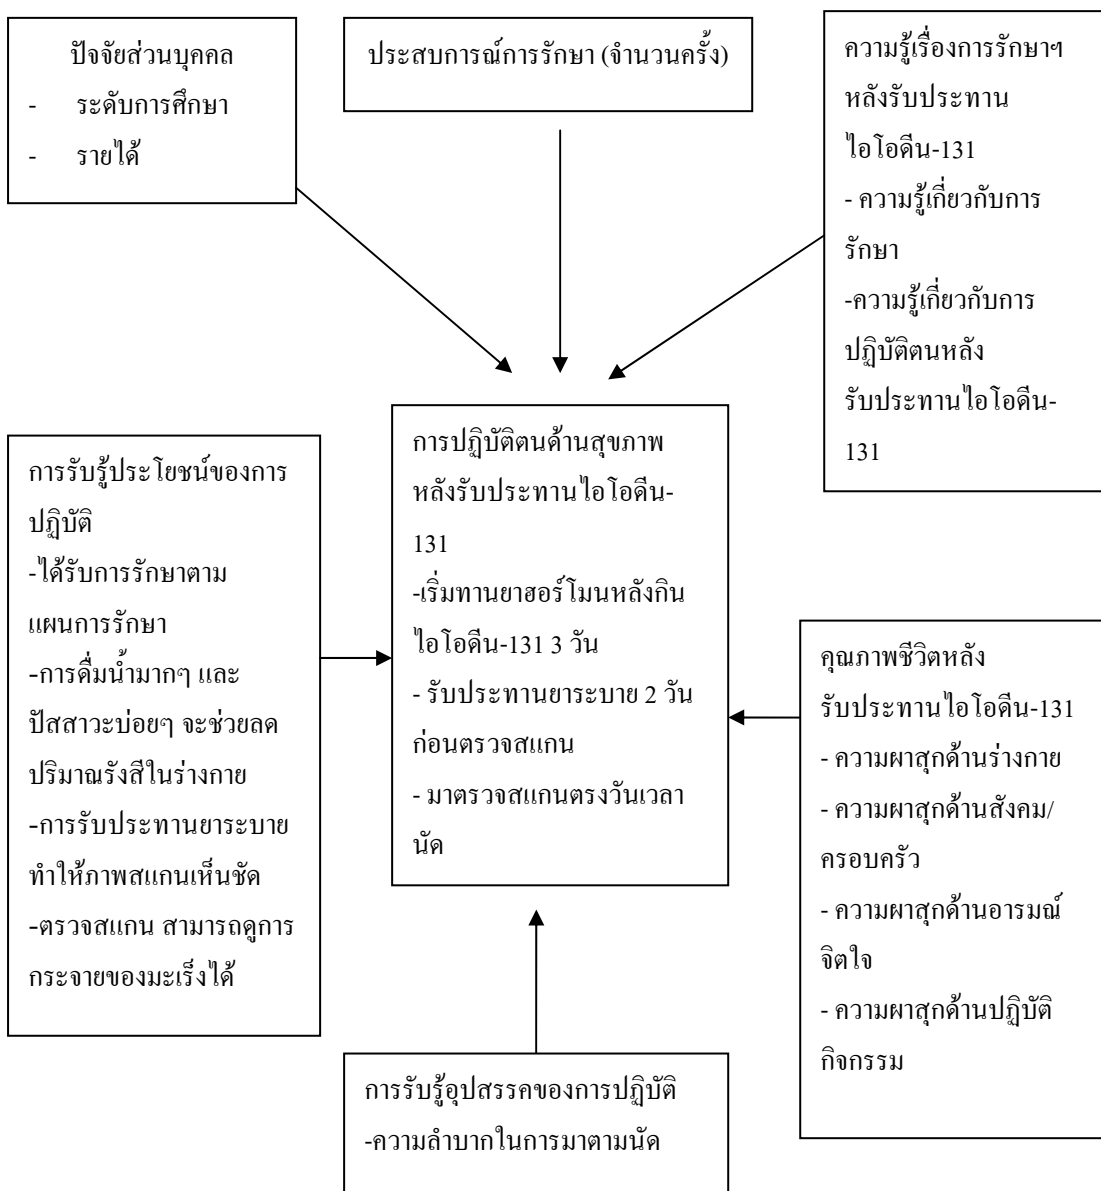 ปัจจัยส่วนบุคคล
- ระดับการศึกษา
- รายได้
ประสบการณ์การรักษา (จำนวนครั้ง)
ความรู้เรื่องการรักษาฯ
หลังรับประทาน
ไอโอดีน-131
- ความรู้เกี่ยวกับการ
รักษา
-ความรู้เกี่ยวกับการ
ปฏิบัติตนหลัง
รับประทานไอโอดีน-
131
การรับรู้ประโยชน์ของการ
ปฏิบัติ
-ได้รับการรักษาตาม
แผนการรักษา
-การดื่มน้ำมากๆ และ
ปัสสาวะบ่อยๆ จะช่วยลด
ปริมาณรังสีในร่างกาย
-การรับประทานยาระบาย
ทำให้ภาพสแกนเห็นชัด
-ตรวจสแกน สามารถดูการ
กระจายของมะเร็งได้
การปฏิบัติตนด้านสุขภาพ
หลังรับประทานไอโอดีน-
131
-เริ่มทานยาฮอร์โมนหลังกิน
ไอโอดีน-131 3 วัน
- รับประทานยาระบาย 2 วัน
ก่อนตรวจสแกน
- มาตรวจสแกนตรงวันเวลา
นัด
คุณภาพชีวิตหลัง
รับประทานไอโอดีน-131
- ความผาสุกด้านร่างกาย
- ความผาสุกด้านสังคม/
ครอบครัว
- ความผาสุกด้านอารมณ์
จิตใจ
- ความผาสุกด้านปฏิบัติ
กิจกรรม
การรับรู้อุปสรรคของการปฏิบัติ
-ความลำบากในการมาตามนัด